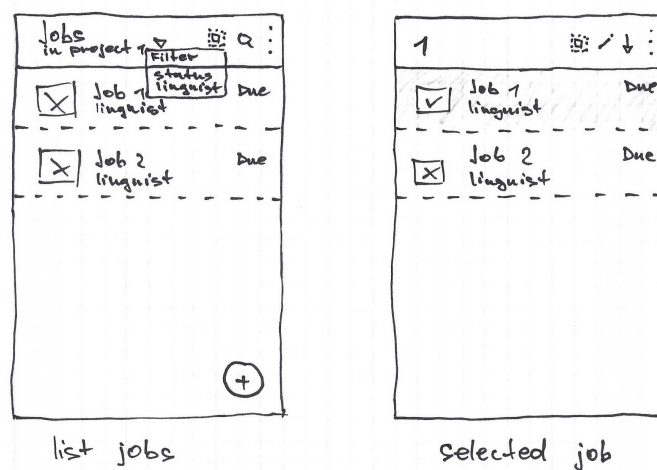 Jobs
in project 1
Filter
status
linguist
Job 1
linguist
Due
Job 2
linguist
Due
list jobs
1
Job 1
linguist
Due
Job 2
linguist
Due
selected job